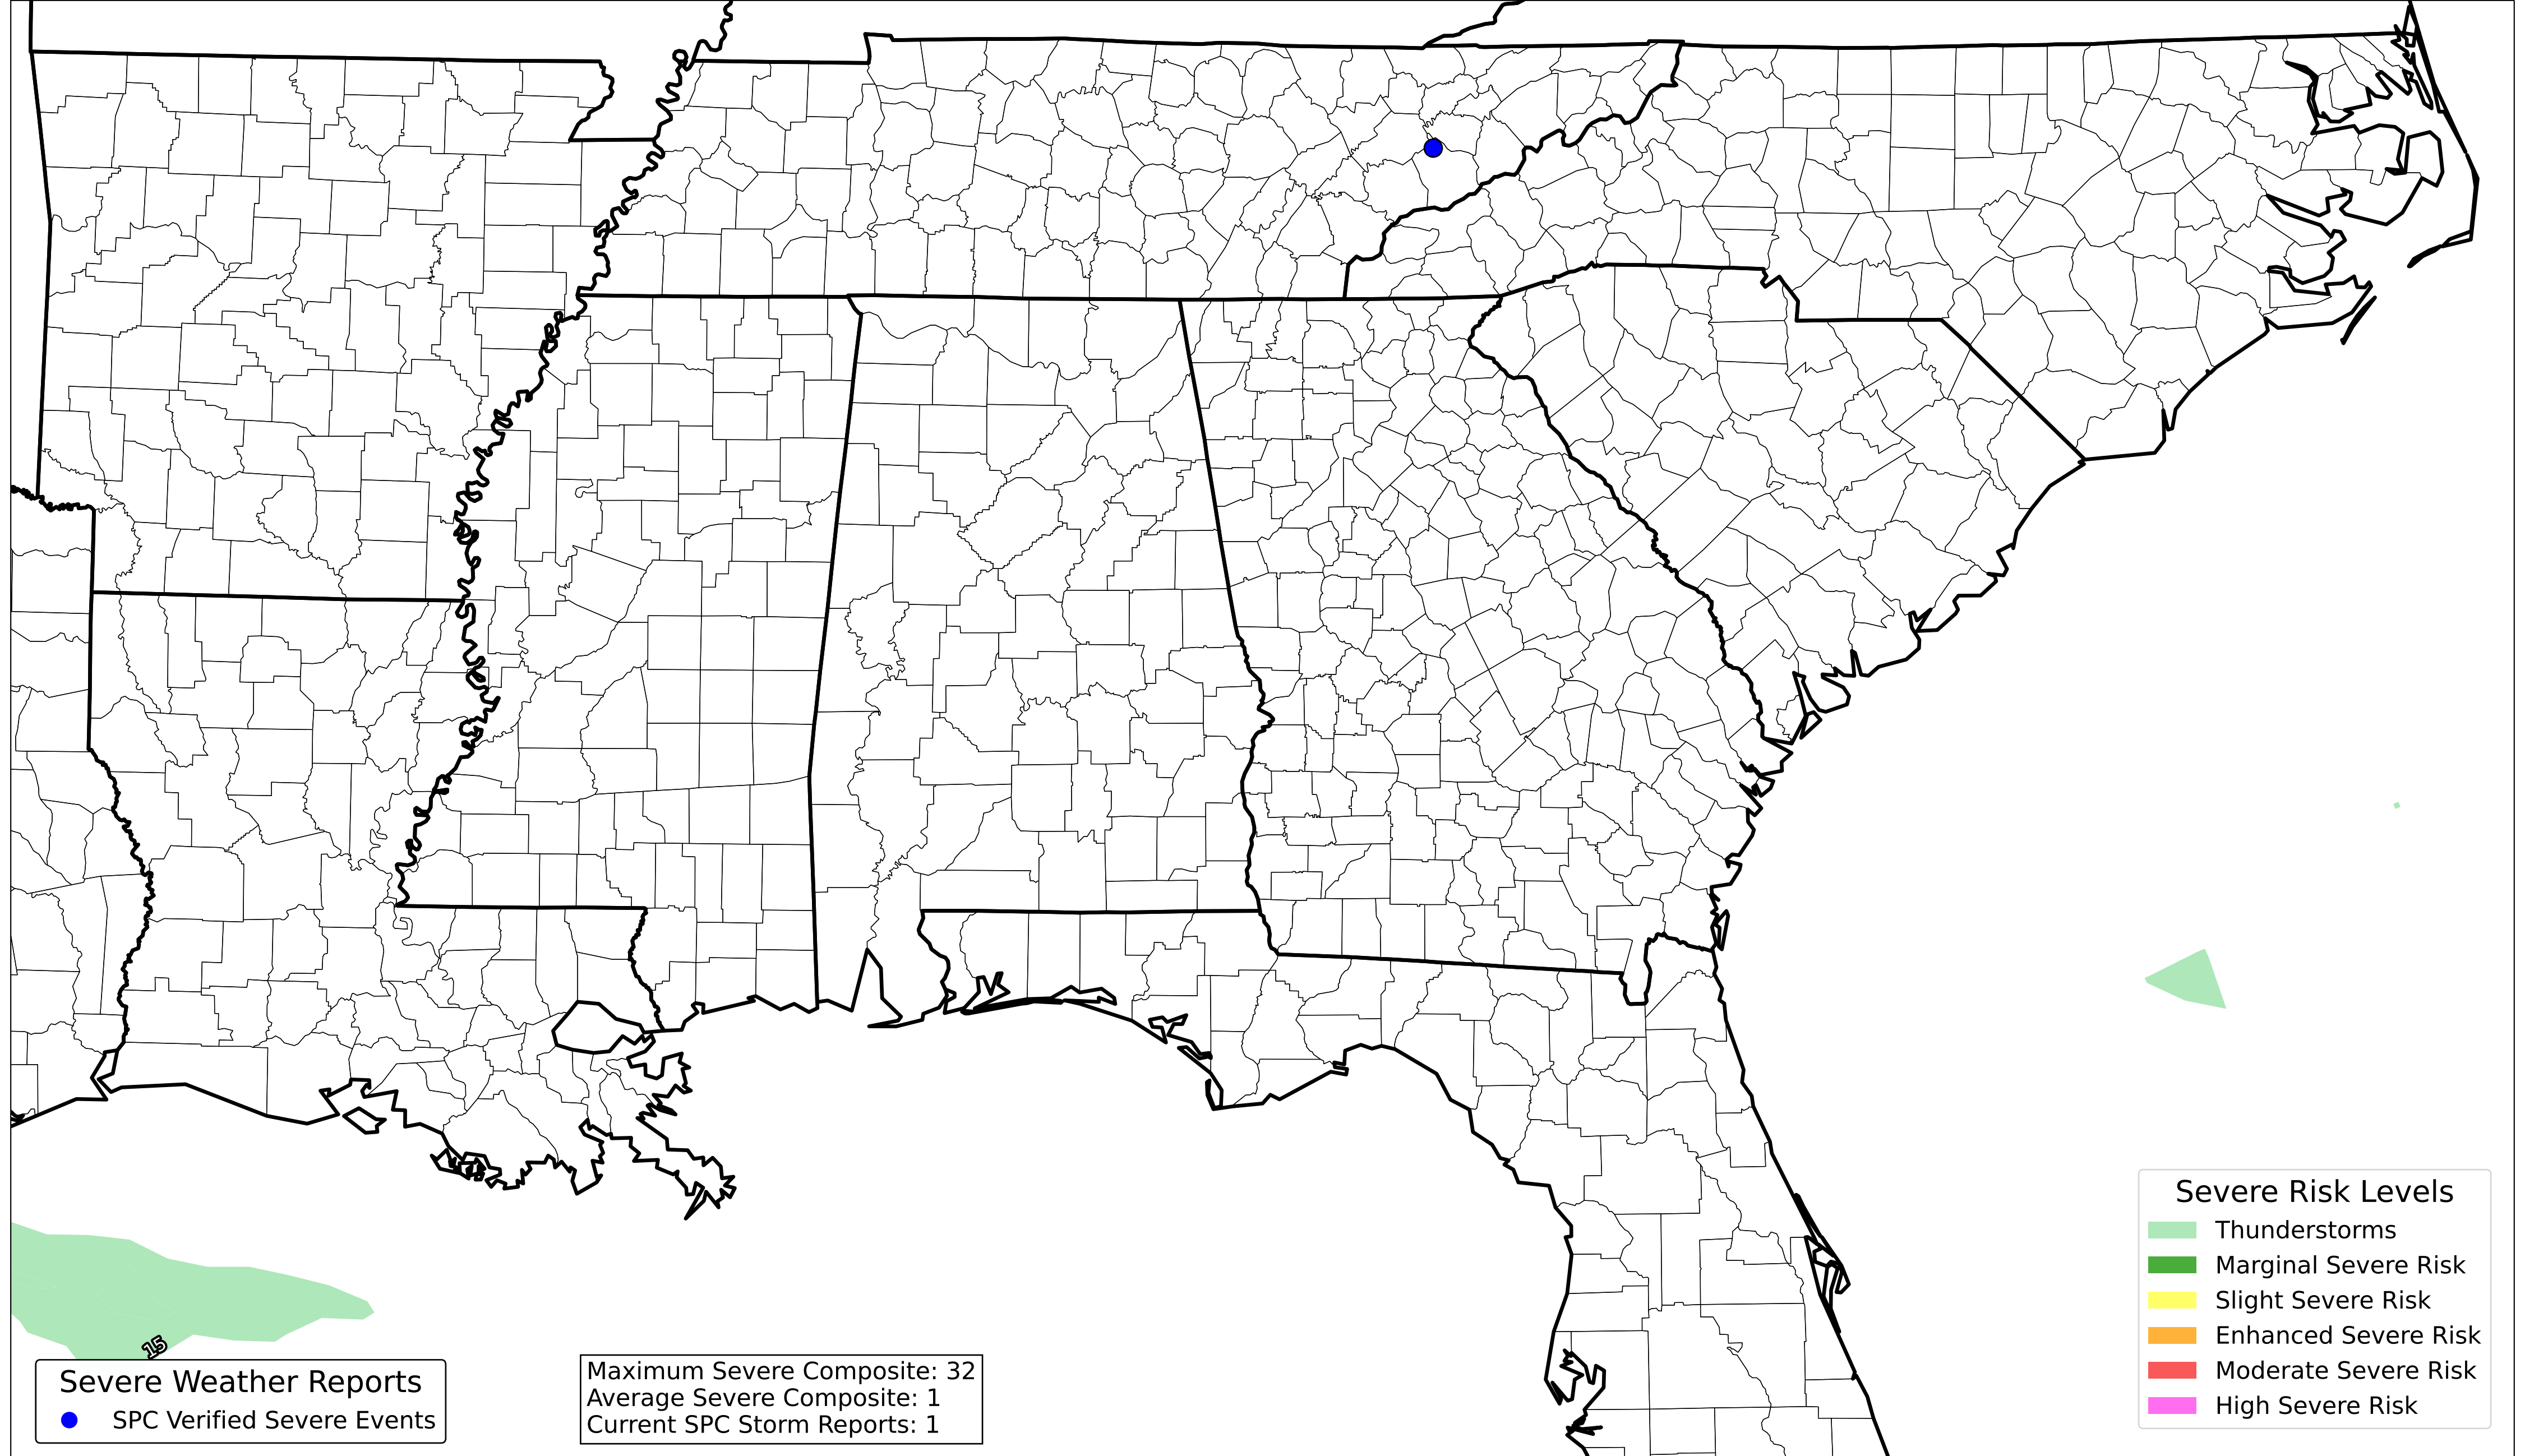 15
Severe Weather Reports
SPC Verified Severe Events
Maximum Severe Composite: 32
Average Severe Composite: 1
Current SPC Storm Reports: 1
Severe Risk Levels
Thunderstorms
Marginal Severe Risk
Slight Severe Risk
Enhanced Severe Risk
Moderate Severe Risk
High Severe Risk